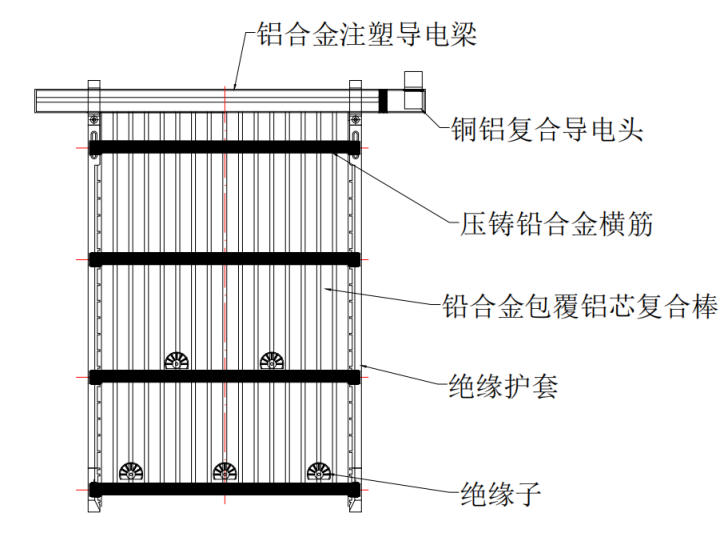 铝合金注塑导电梁
铜铝复合导电头
压铸铅合金横筋
铅合金包覆铝芯复合棒
绝缘护套
绝缘子